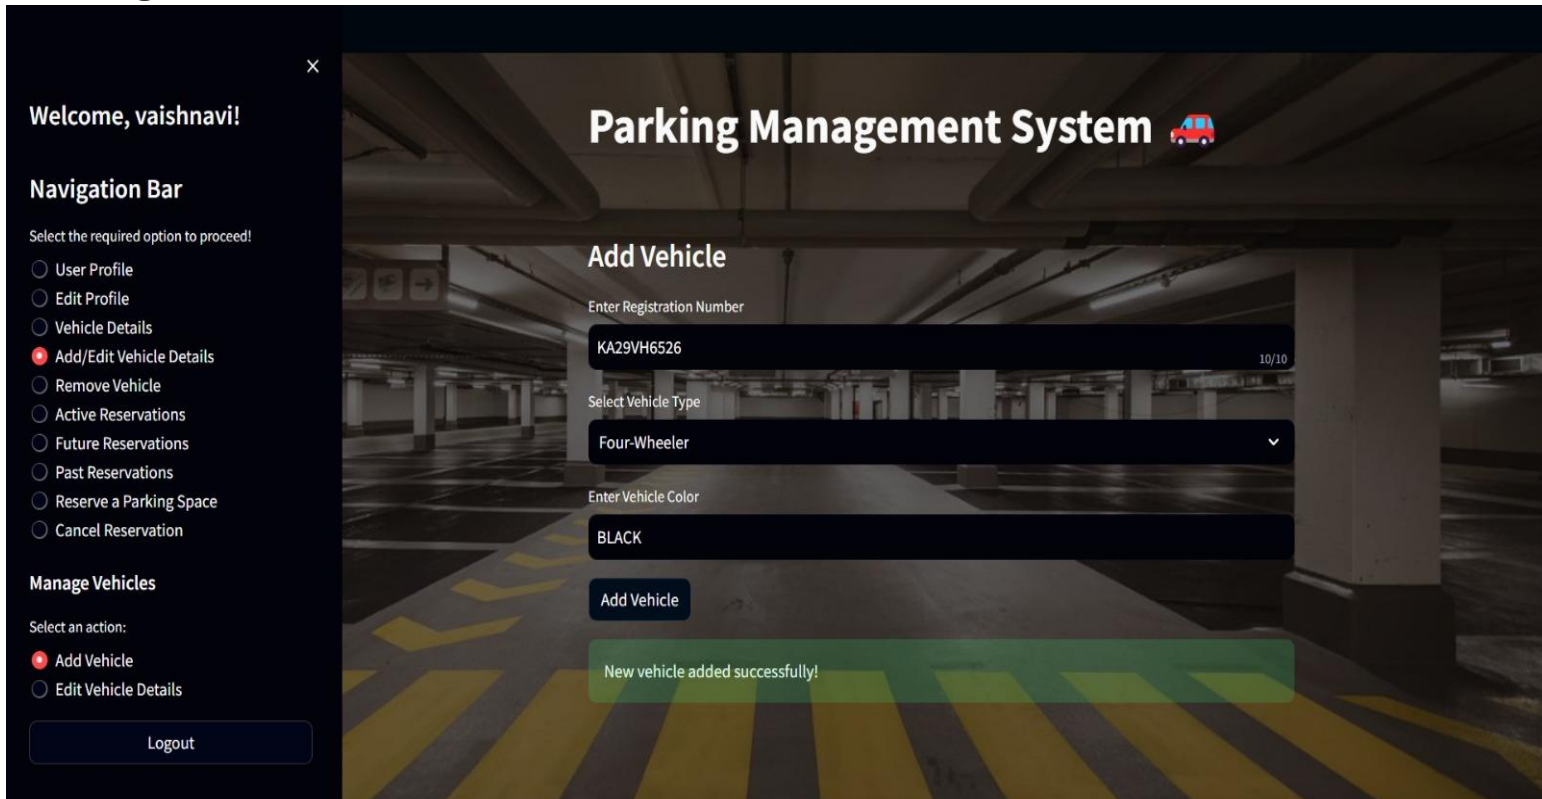 Welcome, vaishnavi!
Navigation Bar
Select the required option to proceed!
User Profile
Edit Profile
Vehicle Details
Add/Edit Vehicle Details
Remove Vehicle
Active Reservations
Future Reservations
Past Reservations
Reserve a Parking Space
Cancel Reservation
Manage Vehicles
Select an action:
Add Vehicle
Edit Vehicle Details
Logout
Parking Management System 🚗
Add Vehicle
Enter Registration Number
KA29VH6526
10/10
Select Vehicle Type
Four-Wheeler
Enter Vehicle Color
BLACK
Add Vehicle
New vehicle added successfully!